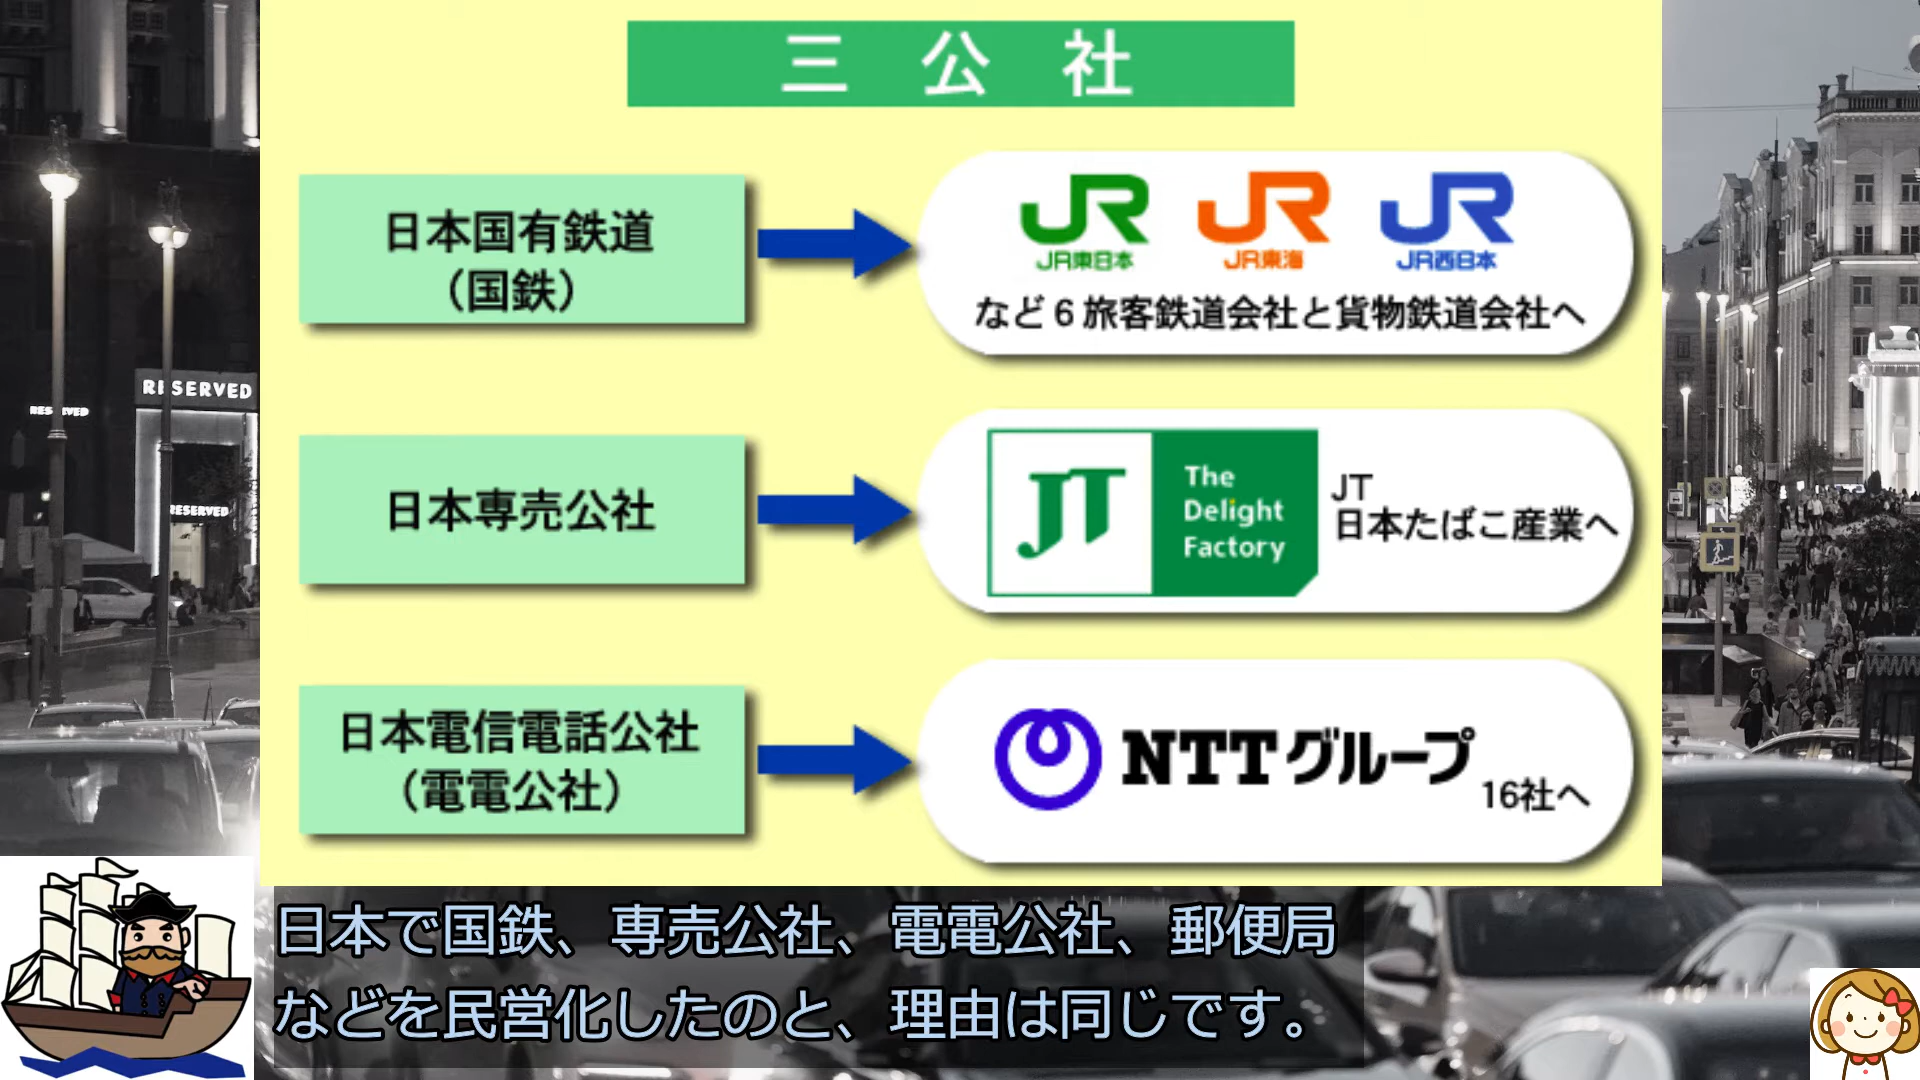 三公社
日本国有鉄道
（国鉄）
JR JR JR
JR東日本 JR東海 JR西日本
など6旅客鉄道会社と貨物鉄道会社へ
RESERVED
RESERVED
RESERVED
日本専売公社
JT
The
Delight
Factory
JT
日本たばこ産業へ
日本電信電話公社
（電電公社）
NTTグループ
16社へ
日本で国鉄、専売公社、電電公社、郵便局
などを民営化したのと、理由は同じです。